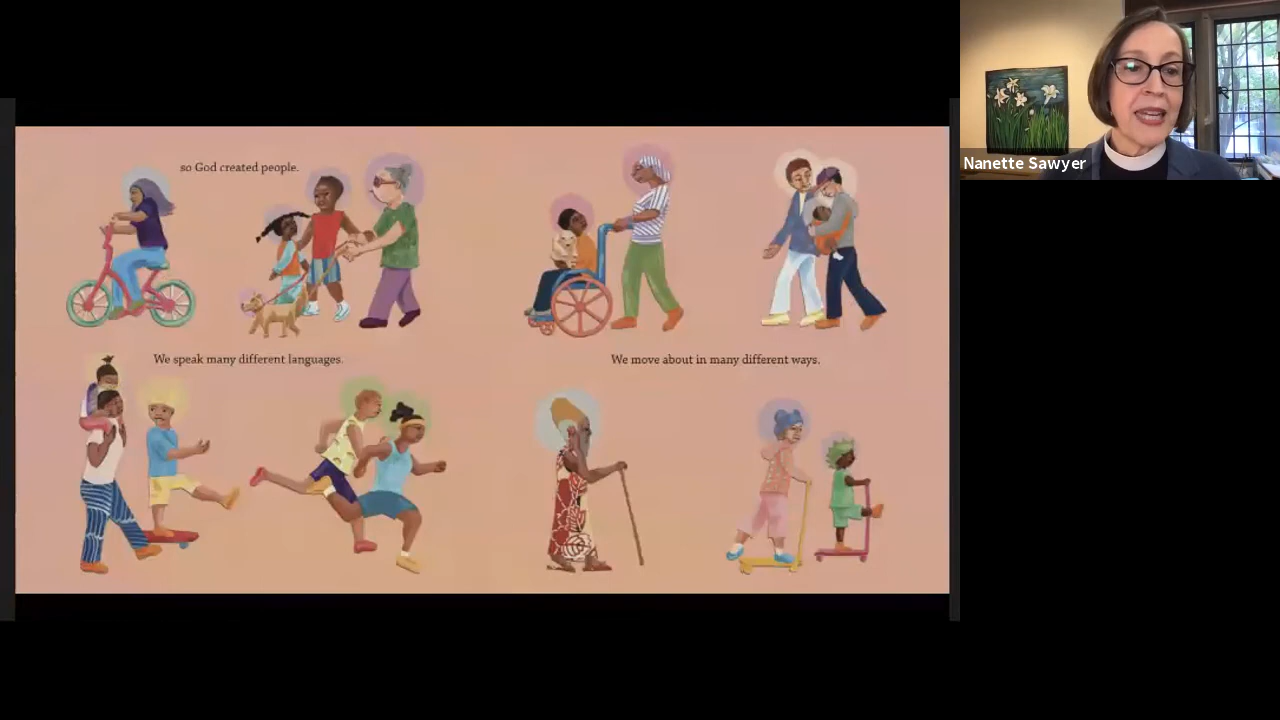 so God created people.
We speak many different languages.
We move about in many different ways.
Nanette Sawyer